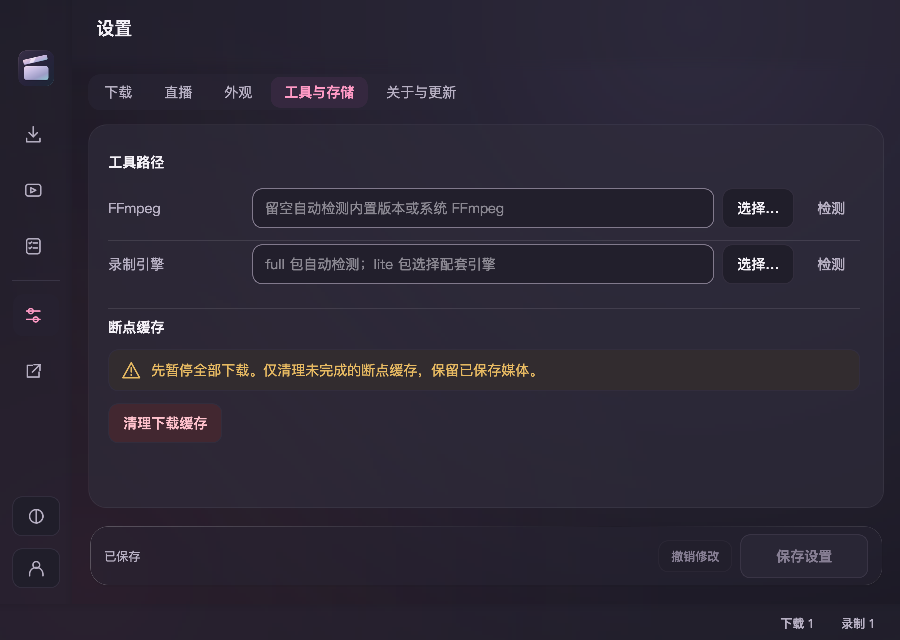 设置
下载 直播 外观 工具与存储 关于与更新
工具路径
FFmpeg 留空自动检测内置版本或系统 FFmpeg 选择... 检测
录制引擎 full 包自动检测；lite 包选择配套引擎 选择... 检测
断点缓存
先暂停全部下载。仅清理未完成的断点缓存，保留已保存媒体。
清理下载缓存
已保存 撤销修改 保存设置
下载 1 录制 1